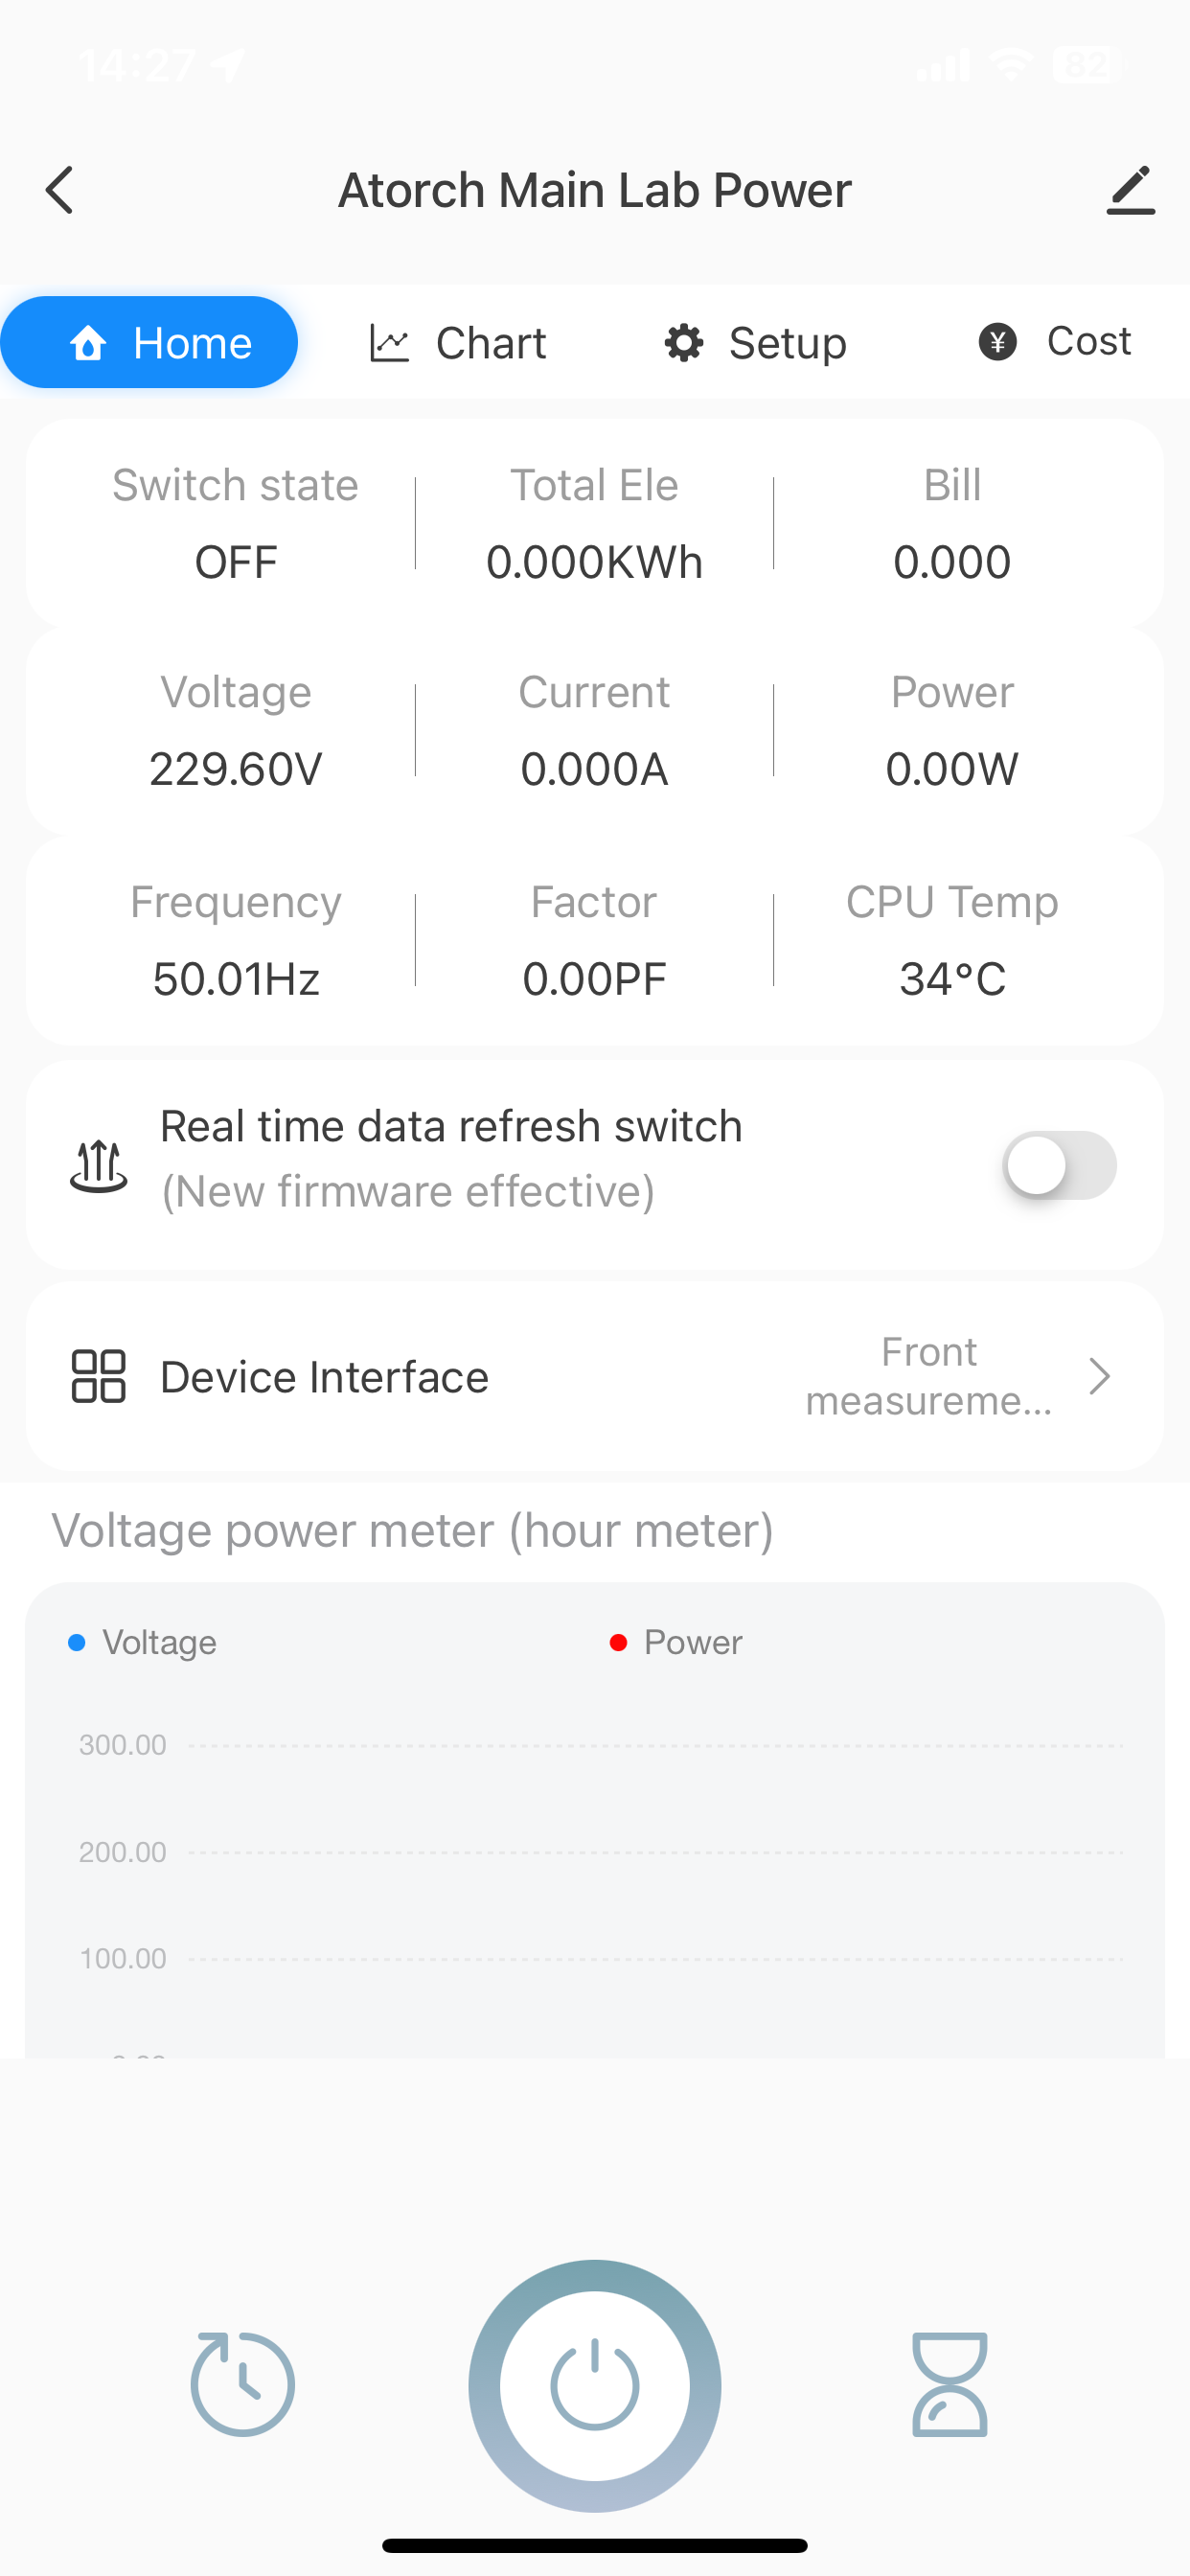 14:27
82
Atorch Main Lab Power
Home
Chart
Setup
¥ Cost
Switch state
Total Ele
Bill
OFF
0.000KWh
0.000
Voltage
Current
Power
229.60V
0.000A
0.00W
Frequency
Factor
CPU Temp
50.01Hz
0.00PF
34°C
Real time data refresh switch
(New firmware effective)
Device Interface
Front
measureme...
Voltage power meter (hour meter)
Voltage
Power
300.00
200.00
100.00